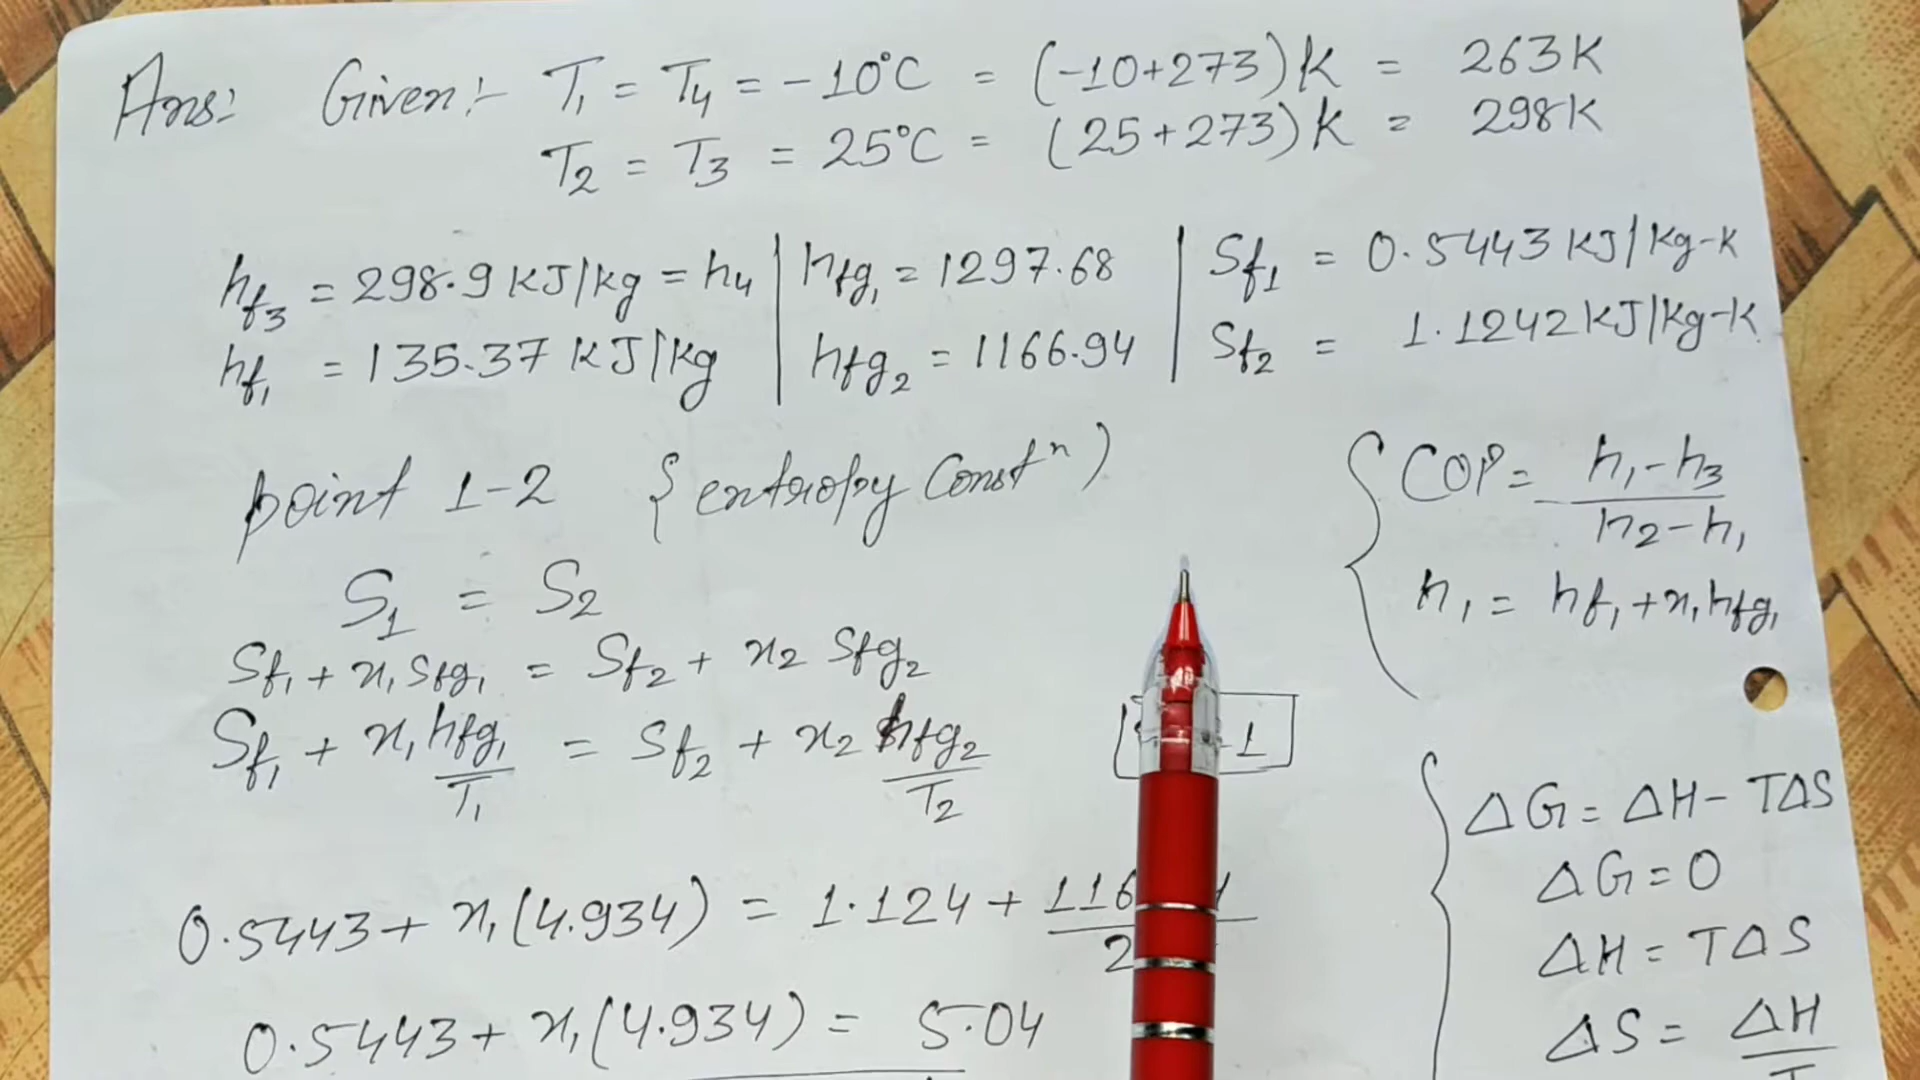 Ans: Given:- T₁ = T₄ = -10°C = (-10+273)K = 263K
T₂ = T₃ = 25°C = (25+273)K = 298K
hf₃ = 298.9 KJ/kg = h₄ | hfg₁ = 1297.68 | Sf₁ = 0.5443 KJ/kg-K
hf₁ = 135.37 KJ/kg | hfg₂ = 1166.94 | Sf₂ = 1.1242 KJ/kg-K
point 1-2 {entropy Constⁿ)
S₁ = S₂
Sf₁ + x₁ Sfg₁ = Sf₂ + x₂ Sfg₂
Sf₁ + x₁ hfg₁/T₁ = Sf₂ + x₂ hfg₂/T₂
-1
0.5443 + x₁(4.934) = 1.124 +
0.5443 + x₁(4.934) = 5.04
{ COP = h₁-h₃/h₂-h₁
h₁ = hf₁ + x₁hfg₁
{ ΔG = ΔH - TΔS
ΔG = 0
ΔH = TΔS
ΔS = ΔH/T